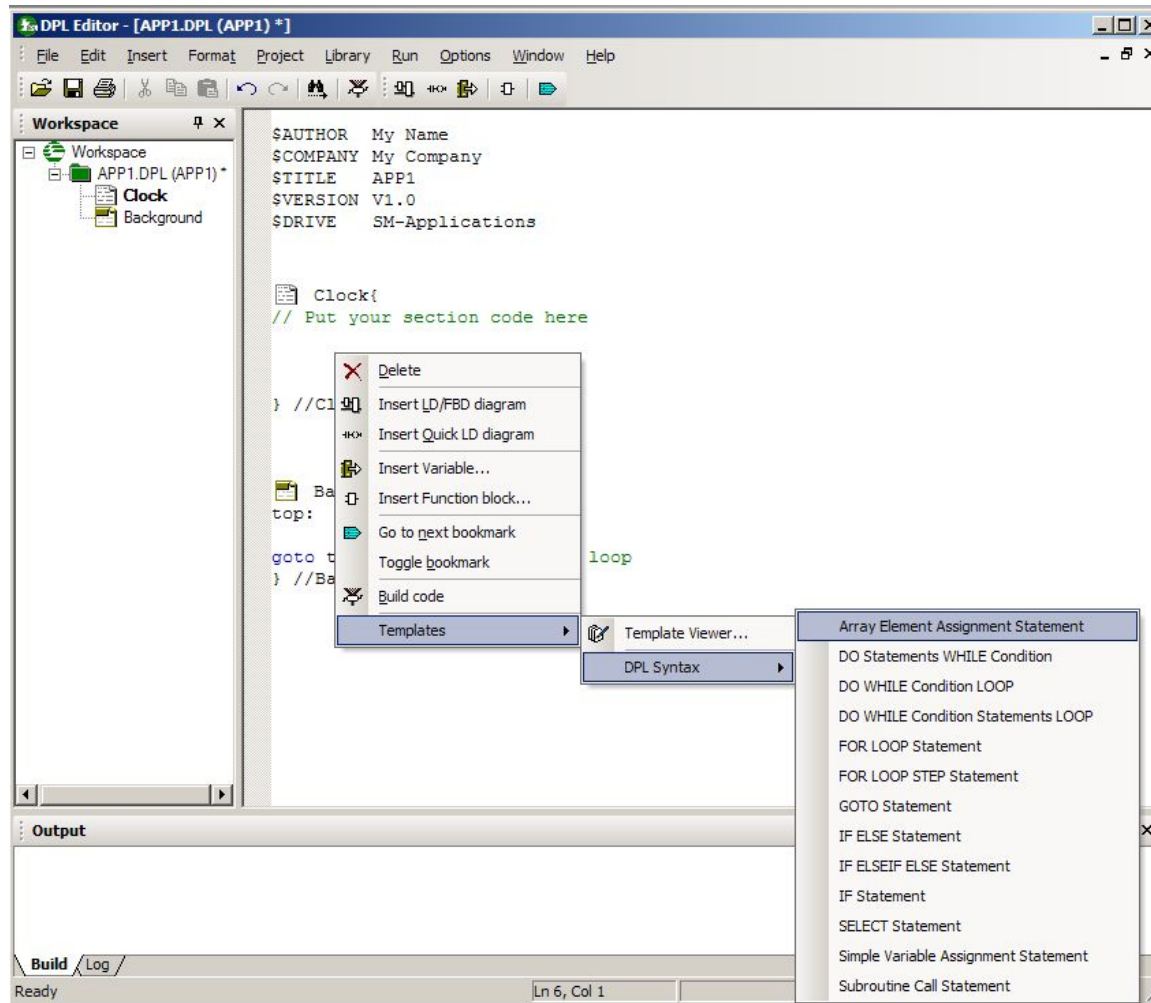 DPL Editor - [APP1.DPL (APP1) *]
File Edit Insert Format Project Library Run Options Window Help
Workspace
Workspace
APP1.DPL (APP1) *
Clock
Background
$AUTHOR My Name
$COMPANY My Company
$TITLE APP1
$VERSION V1.0
$DRIVE SM-Applications
Clock{
// Put your section code here
} //Cl
Ba
top:
goto t loop
} //Ba
Delete
Insert LD/FBD diagram
Insert Quick LD diagram
Insert Variable...
Insert Function block...
Go to next bookmark
Toggle bookmark
Build code
Templates
Template Viewer...
DPL Syntax
Array Element Assignment Statement
DO Statements WHILE Condition
DO WHILE Condition LOOP
DO WHILE Condition Statements LOOP
FOR LOOP Statement
FOR LOOP STEP Statement
GOTO Statement
IF ELSE Statement
IF ELSEIF ELSE Statement
IF Statement
SELECT Statement
Simple Variable Assignment Statement
Subroutine Call Statement
Output
Build Log
Ready Ln 6, Col 1